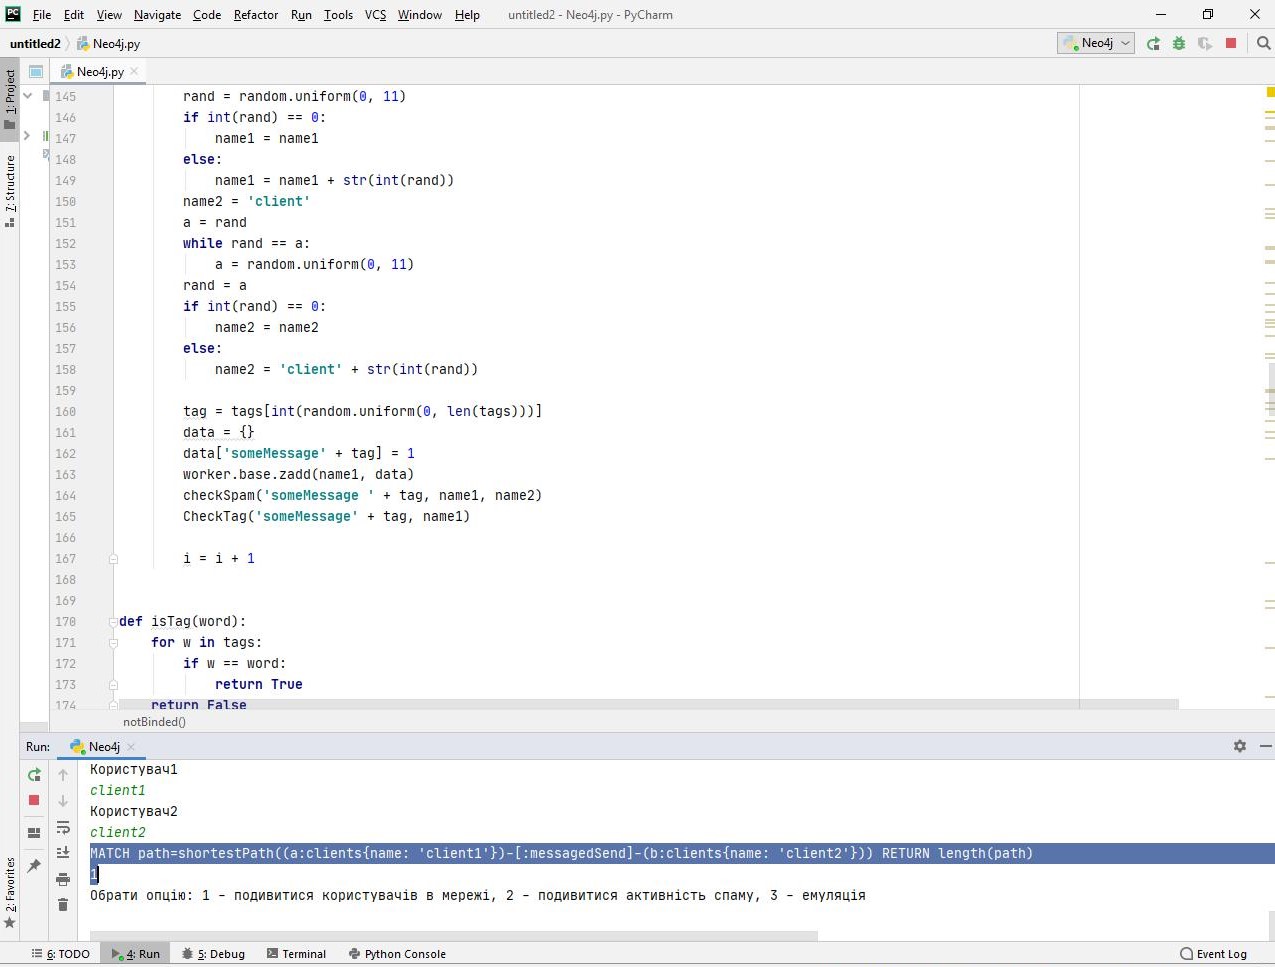 File Edit View Navigate Code Refactor Run Tools VCS Window Help untitled2 - Neo4j.py - PyCharm
untitled2 Neo4j.py Neo4j
1: Project
7: Structure
2: Favorites
Neo4j.py
145 rand = random.uniform(0, 11)
146 if int(rand) == 0:
147 name1 = name1
148 else:
149 name1 = name1 + str(int(rand))
150 name2 = 'client'
151 a = rand
152 while rand == a:
153 a = random.uniform(0, 11)
154 rand = a
155 if int(rand) == 0:
156 name2 = name2
157 else:
158 name2 = 'client' + str(int(rand))
159
160 tag = tags[int(random.uniform(0, len(tags)))]
161 data = {}
162 data['someMessage' + tag] = 1
163 worker.base.zadd(name1, data)
164 checkSpam('someMessage ' + tag, name1, name2)
165 CheckTag('someMessage' + tag, name1)
166
167 i = i + 1
168
169
170 def isTag(word):
171 for w in tags:
172 if w == word:
173 return True
174 return False
notBinded()
Run: Neo4j
Користувач1
client1
Користувач2
client2
MATCH path=shortestPath((a:clients{name: 'client1'})-[:messagedSend]-(b:clients{name: 'client2'})) RETURN length(path)
1
Обрати опцію: 1 - подивитися користувачів в мережі, 2 - подивитися активність спаму, 3 - емуляція
6: TODO 4: Run 5: Debug Terminal Python Console Event Log